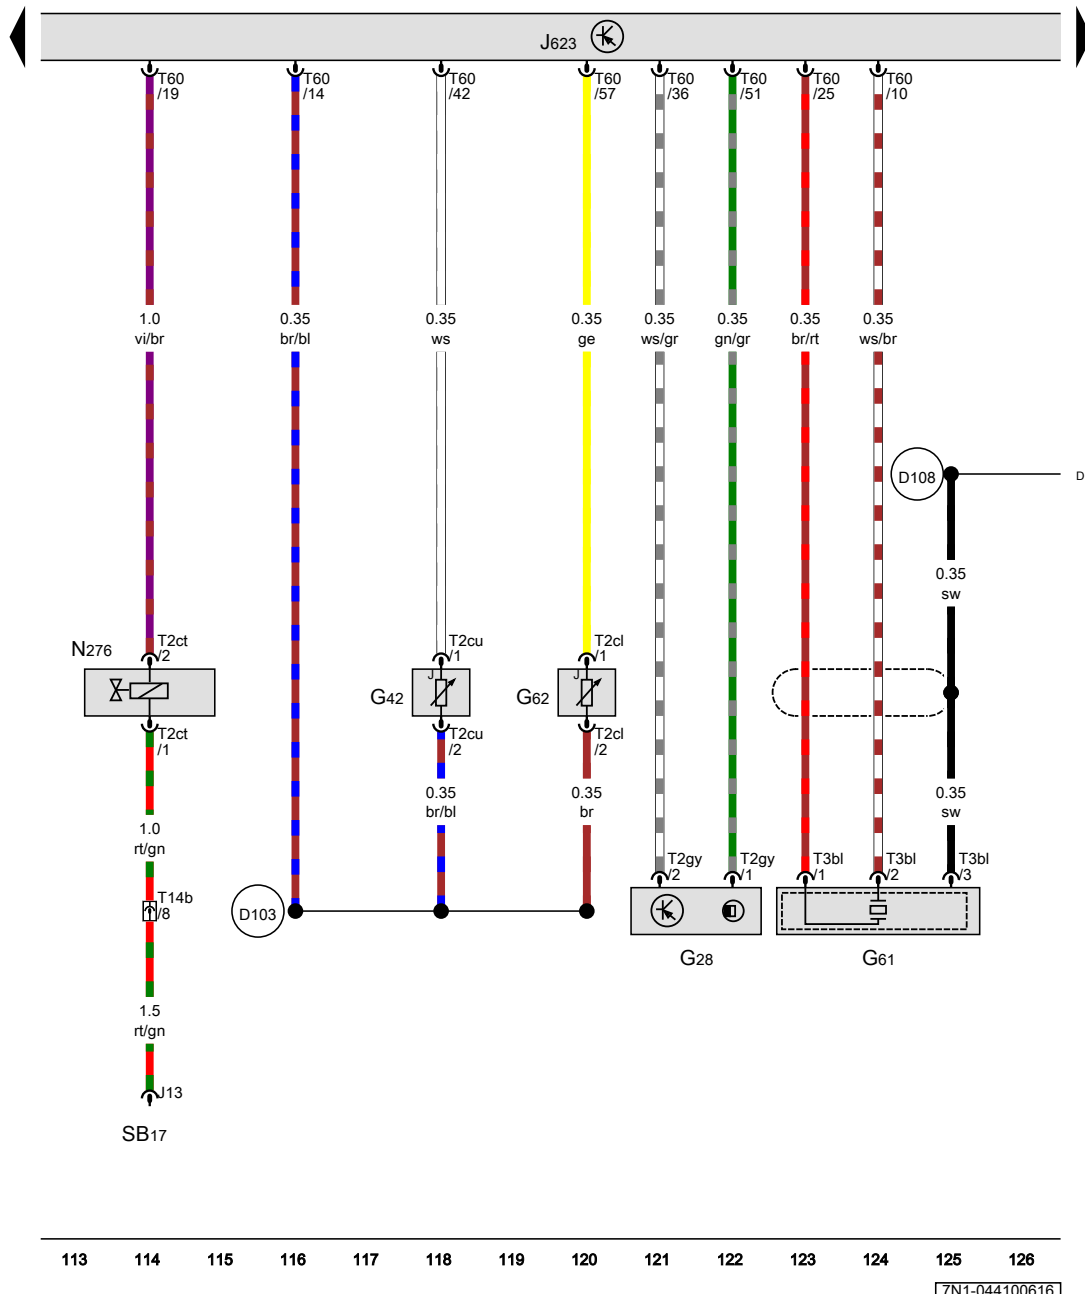 J623
T60 T60 T60 T60 T60 T60 T60 T60
/19 /14 /42 /57 /36 /51 /25 /10
1.0 0.35 0.35 0.35 0.35 0.35 0.35 0.35
vi/br br/bl ws ge ws/gr gn/gr br/rt ws/br
D108
D
0.35
sw
N276 T2ct T2cu T2cl
/2 /1 /1
J J
G42 G62
T2ct T2cu T2cl
/1 /2 /2
0.35 0.35 0.35
br/bl br sw
1.0
rt/gn
T2gy T2gy T3bl T3bl T3bl
/2 /1 /1 /2 /3
T14b
/8
D103
G28 G61
1.5
rt/gn
J13
SB17
113 114 115 116 117 118 119 120 121 122 123 124 125 126
7N1-044100616